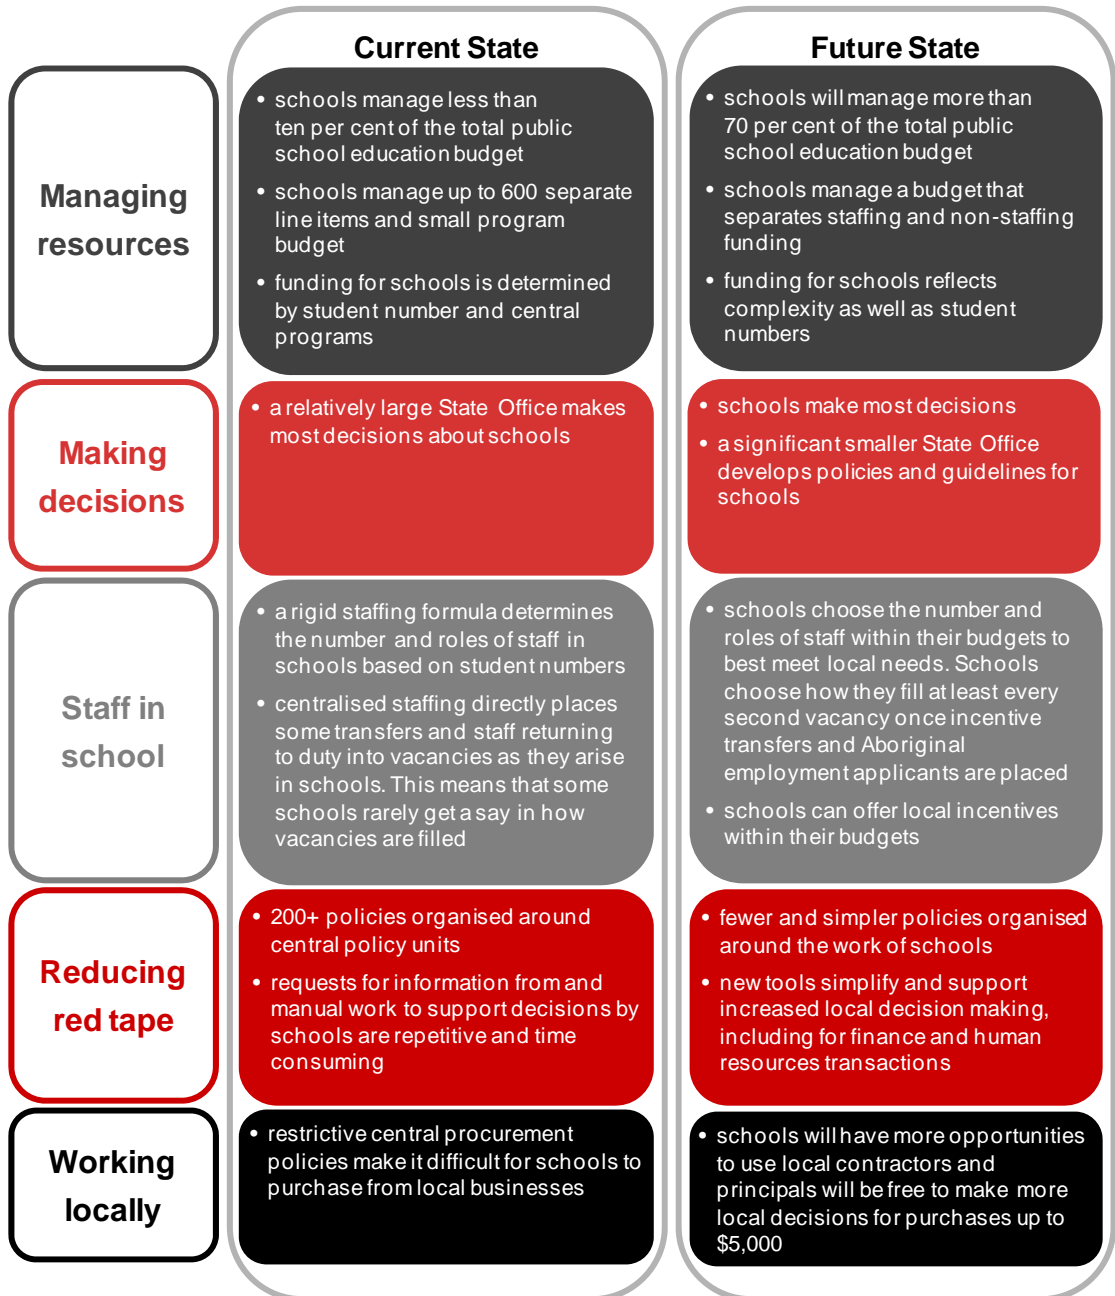 Current State
Future State
Managing
resources
• schools manage less than
ten per cent of the total public
school education budget
• schools manage up to 600 separate
line items and small program
budget
• funding for schools is determined
by student number and central
programs
• schools will manage more than
70 per cent of the total public
school education budget
• schools manage a budget that
separates staffing and non-staffing
funding
• funding for schools reflects
complexity as well as student
numbers
Making
decisions
• a relatively large State Office makes
most decisions about schools
• schools make most decisions
• a significant smaller State Office
develops policies and guidelines for
schools
Staff in
school
• a rigid staffing formula determines
the number and roles of staff in
schools based on student numbers
• centralised staffing directly places
some transfers and staff returning
to duty into vacancies as they arise
in schools. This means that some
schools rarely get a say in how
vacancies are filled
• schools choose the number and
roles of staff within their budgets to
best meet local needs. Schools
choose how they fill at least every
second vacancy once incentive
transfers and Aboriginal
employment applicants are placed
• schools can offer local incentives
within their budgets
Reducing
red tape
• 200+ policies organised around
central policy units
• requests for information from and
manual work to support decisions by
schools are repetitive and time
consuming
• fewer and simpler policies organised
around the work of schools
• new tools simplify and support
increased local decision making,
including for finance and human
resources transactions
Working
locally
• restrictive central procurement
policies make it difficult for schools to
purchase from local businesses
• schools will have more opportunities
to use local contractors and
principals will be free to make more
local decisions for purchases up to
$5,000